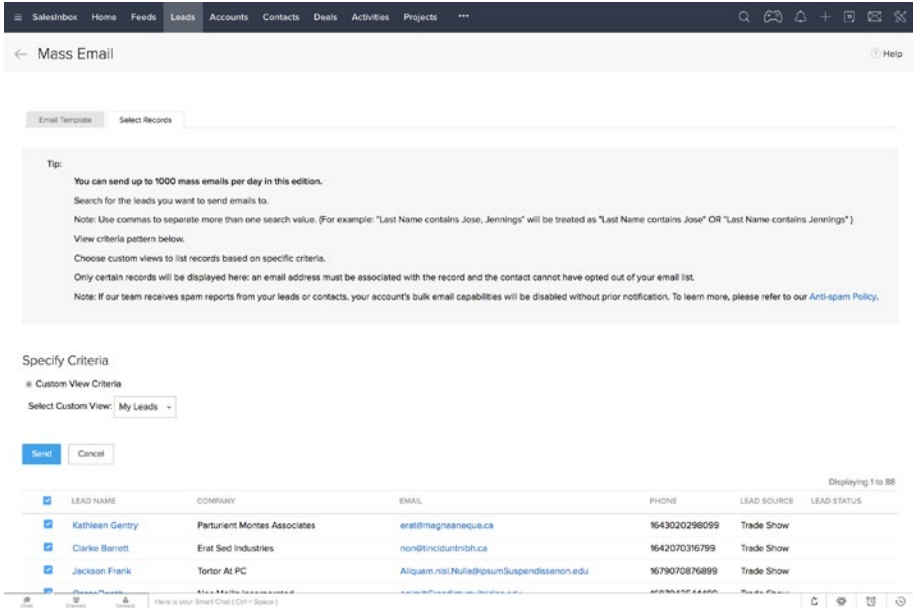 SalesInbox Home Feeds Leads Accounts Contacts Deals Activities Projects •••
← Mass Email
Help
Email Template Select Records
Tip:
You can send up to 1000 mass emails per day in this edition.
Search for the leads you want to send emails to.
Note: Use commas to separate more than one search value. (For example: "Last Name contains Jose, Jennings" will be treated as "Last Name contains Jose" OR "Last Name contains Jennings" )
View criteria pattern below.
Choose custom views to list records based on specific criteria.
Only certain records will be displayed here: an email address must be associated with the record and the contact cannot have opted out of your email list.
Note: If our team receives spam reports from your leads or contacts, your account's bulk email capabilities will be disabled without prior notification. To learn more, please refer to our Anti-spam Policy.
Specify Criteria
Custom View Criteria
Select Custom View: My Leads
Send Cancel
Displaying 1 to 88
LEAD NAME COMPANY EMAIL PHONE LEAD SOURCE LEAD STATUS
Kathleen Gentry Parturient Montes Associates erat@magnaaneque.ca 1643020298099 Trade Show
Clarke Barrett Erat Sed Industries non@tinciduntnibh.ca 1642070316799 Trade Show
Jackson Frank Tortor At PC Aliquam.nisl.Nulla@ipsumSuspendissenon.edu 1679070876899 Trade Show
Trade Show
Chats Channels Contacts Here is your Smart Chat ( Ctrl + Space )